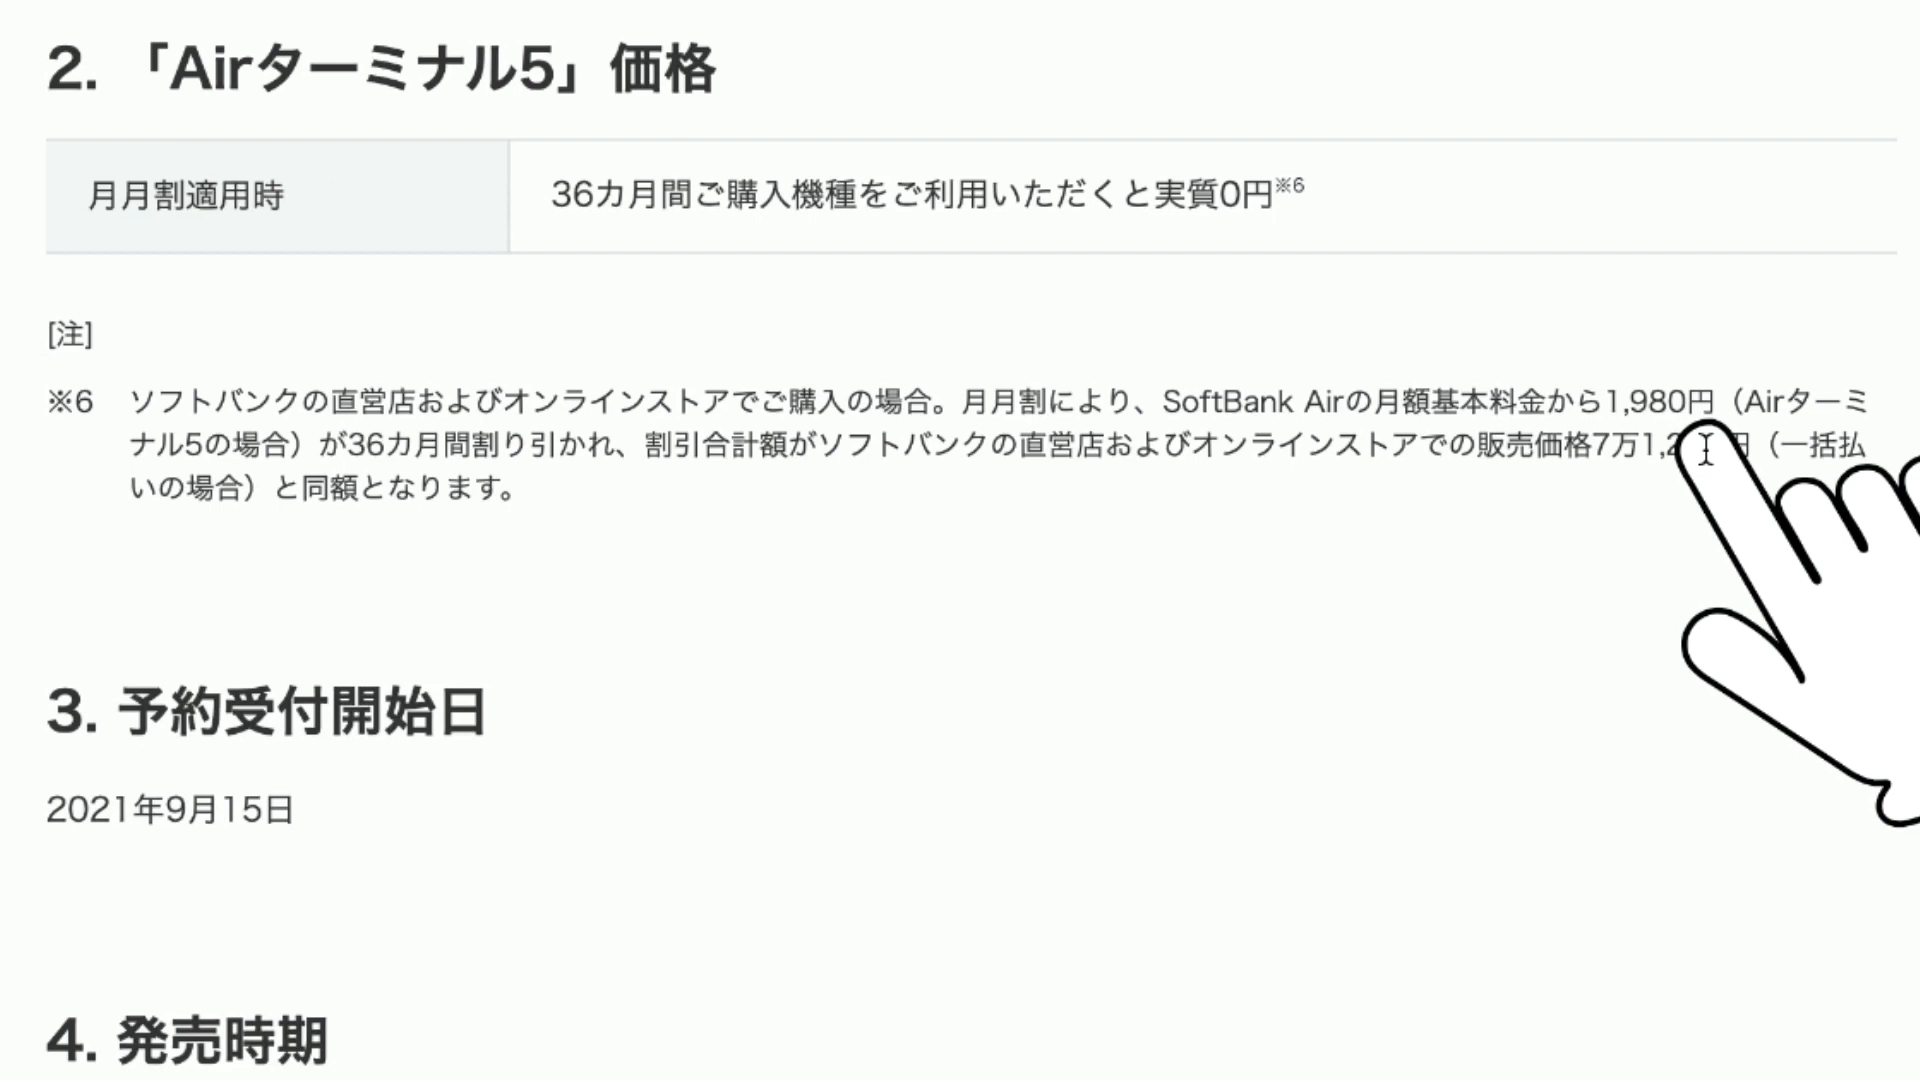 2. 「Airターミナル5」価格
月月割適用時
36カ月間ご購入機種をご利用いただくと実質0円※6
[注]
※6 ソフトバンクの直営店およびオンラインストアでご購入の場合。月月割により、SoftBank Airの月額基本料金から1,980円（Airターミ
ナル5の場合）が36カ月間割り引かれ、割引合計額がソフトバンクの直営店およびオンラインストアでの販売価格7万1,2 円（一括払
いの場合）と同額となります。
3. 予約受付開始日
2021年9月15日
4. 発売時期